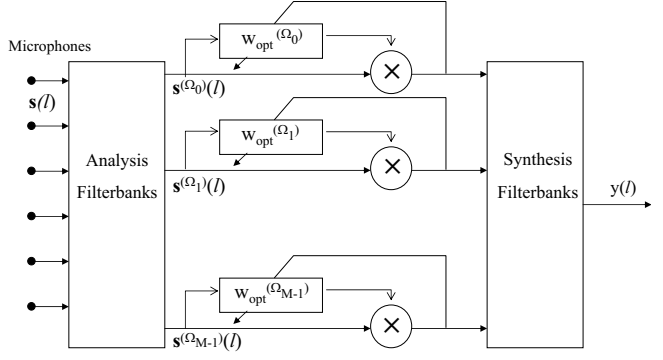 Microphones
s(l)
Analysis
Filterbanks
w_opt^(Ω_0)
s^(Ω_0)(l)
w_opt^(Ω_1)
s^(Ω_1)(l)
w_opt^(Ω_M-1)
s^(Ω_M-1)(l)
×
×
×
Synthesis
Filterbanks
y(l)